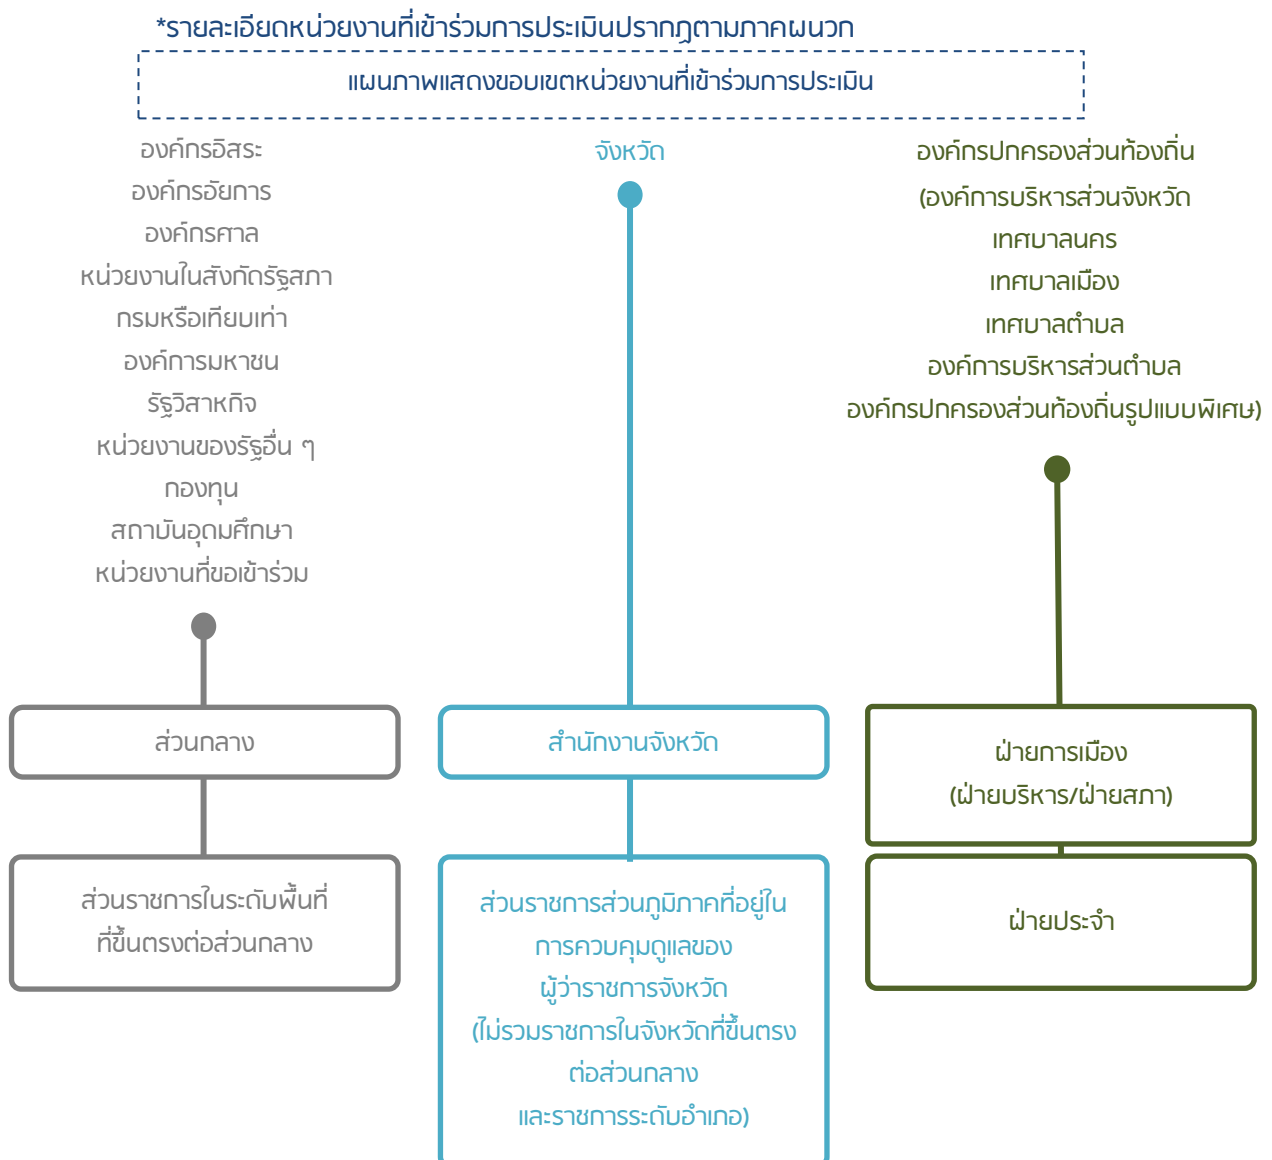 *รายละเอียดหน่วยงานที่เข้าร่วมการประเมินปรากฏตามภาคผนวก
แผนภาพแสดงขอบเขตหน่วยงานที่เข้าร่วมการประเมิน
องค์กรอิสระ
องค์กรอัยการ
องค์กรศาล
หน่วยงานในสังกัดรัฐสภา
กรมหรือเทียบเท่า
องค์การมหาชน
รัฐวิสาหกิจ
หน่วยงานของรัฐอื่น ๆ
กองทุน
สถาบันอุดมศึกษา
หน่วยงานที่ขอเข้าร่วม
ส่วนกลาง
ส่วนราชการในระดับพื้นที่
ที่ขึ้นตรงต่อส่วนกลาง
จังหวัด
สำนักงานจังหวัด
ส่วนราชการส่วนภูมิภาคที่อยู่ใน
การควบคุมดูแลของ
ผู้ว่าราชการจังหวัด
(ไม่รวมราชการในจังหวัดที่ขึ้นตรง
ต่อส่วนกลาง
และราชการระดับอำเภอ)
องค์กรปกครองส่วนท้องถิ่น
(องค์การบริหารส่วนจังหวัด
เทศบาลนคร
เทศบาลเมือง
เทศบาลตำบล
องค์การบริหารส่วนตำบล
องค์กรปกครองส่วนท้องถิ่นรูปแบบพิเศษ)
ฝ่ายการเมือง
(ฝ่ายบริหาร/ฝ่ายสภา)
ฝ่ายประจำ